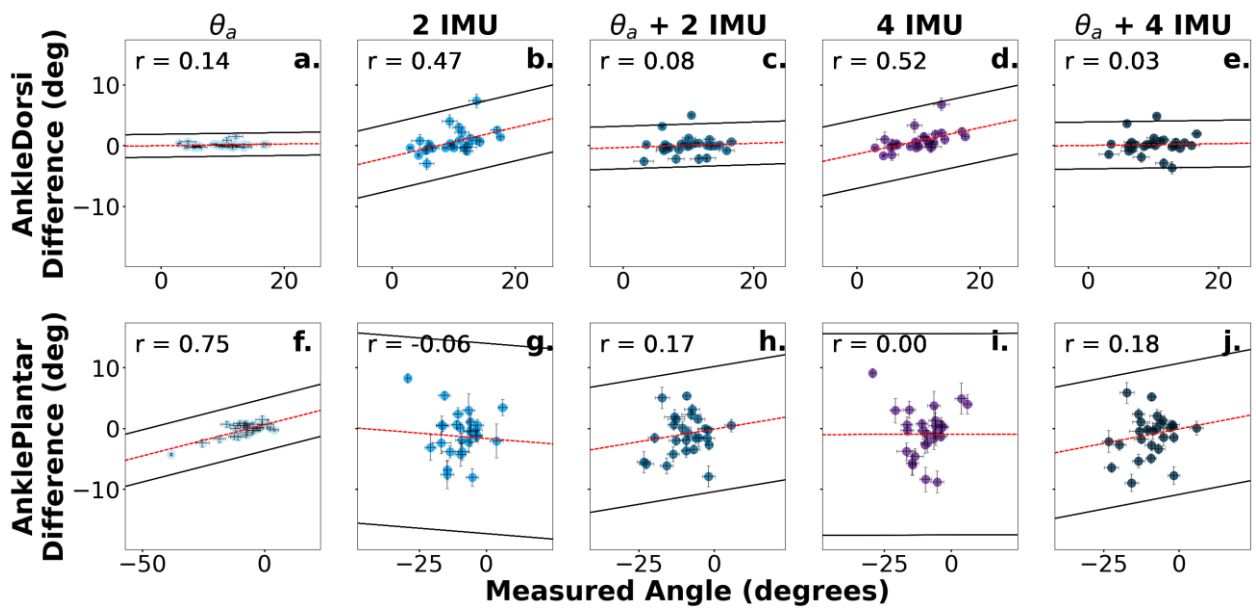 θa 2 IMU θa + 2 IMU 4 IMU θa + 4 IMU
AnkleDorsi
Difference (deg)
r = 0.14 a. r = 0.47 b. r = 0.08 c. r = 0.52 d. r = 0.03 e.
10
0
−10
0 20 0 20 0 20 0 20 0 20
AnklePlantar
Difference (deg)
r = 0.75 f. r = -0.06 g. r = 0.17 h. r = 0.00 i. r = 0.18 j.
10
0
−10
−50 0 −25 0 −25 0 −25 0 −25 0
Measured Angle (degrees)